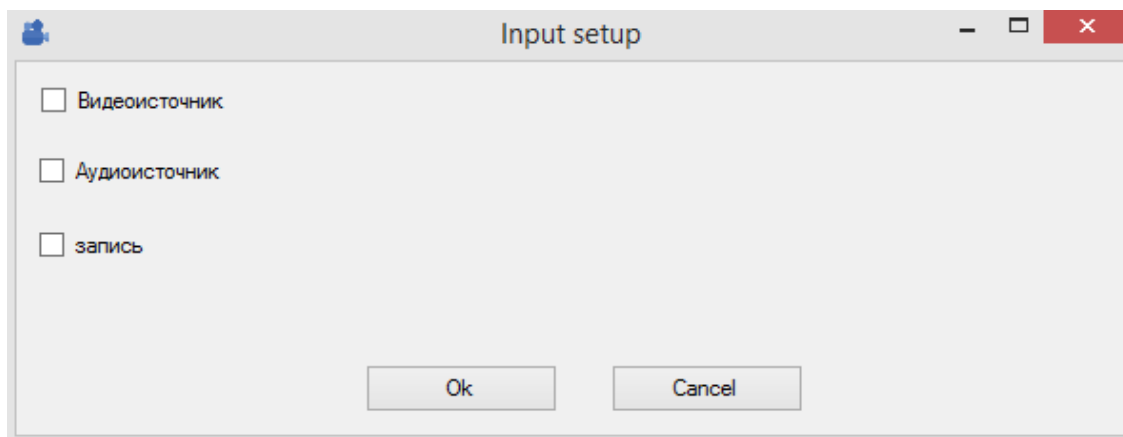 Input setup
Видеоисточник
Аудиоисточник
запись
Ok Cancel